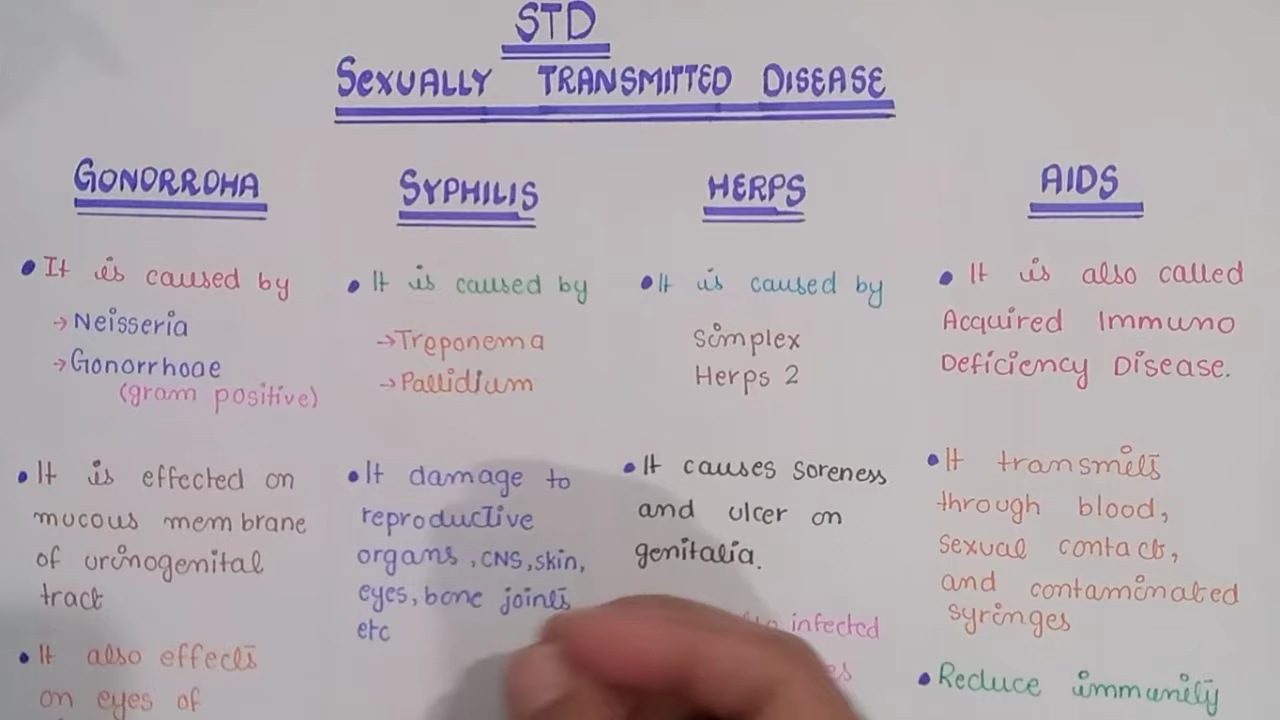 STD
SEXUALLY TRANSMITTED DISEASE
GONORROHA
• It is caused by
→ Neisseria
→ Gonorrhoae
(gram positive)
• It is effected on
mucous membrane
of urinogenital
tract
• It also effects
on eyes of
SYPHILIS
• It is caused by
→ Treponema
→ Pallidium
• It damage to
reproductive
organs, CNS, skin,
eyes, bone joints
etc
HERPS
• It is caused by
Simplex
Herps 2
• It causes soreness
and ulcer on
genitalia.
infected
AIDS
• It is also called
Acquired Immuno
Deficiency Disease.
• It transmits
through blood,
sexual contact,
and contaminated
syringes
• Reduce immunity